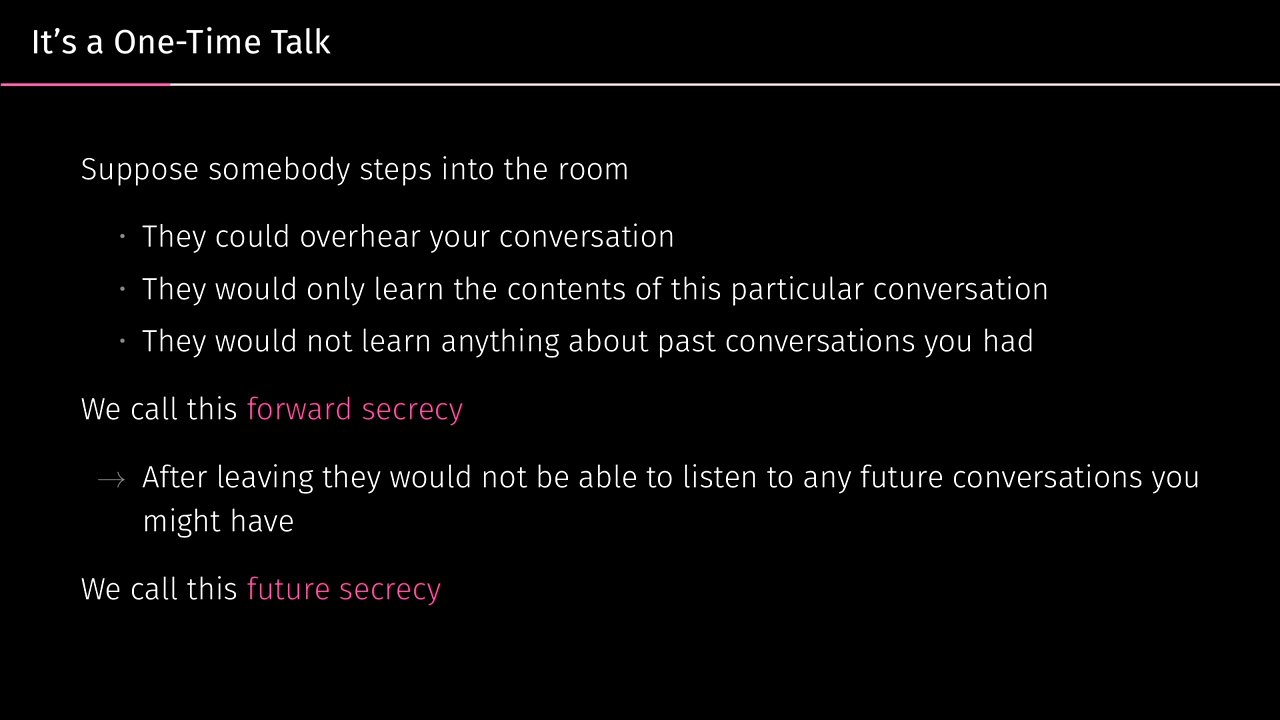 It’s a One-Time Talk
Suppose somebody steps into the room
· They could overhear your conversation
· They would only learn the contents of this particular conversation
· They would not learn anything about past conversations you had
We call this forward secrecy
→ After leaving they would not be able to listen to any future conversations you
might have
We call this future secrecy